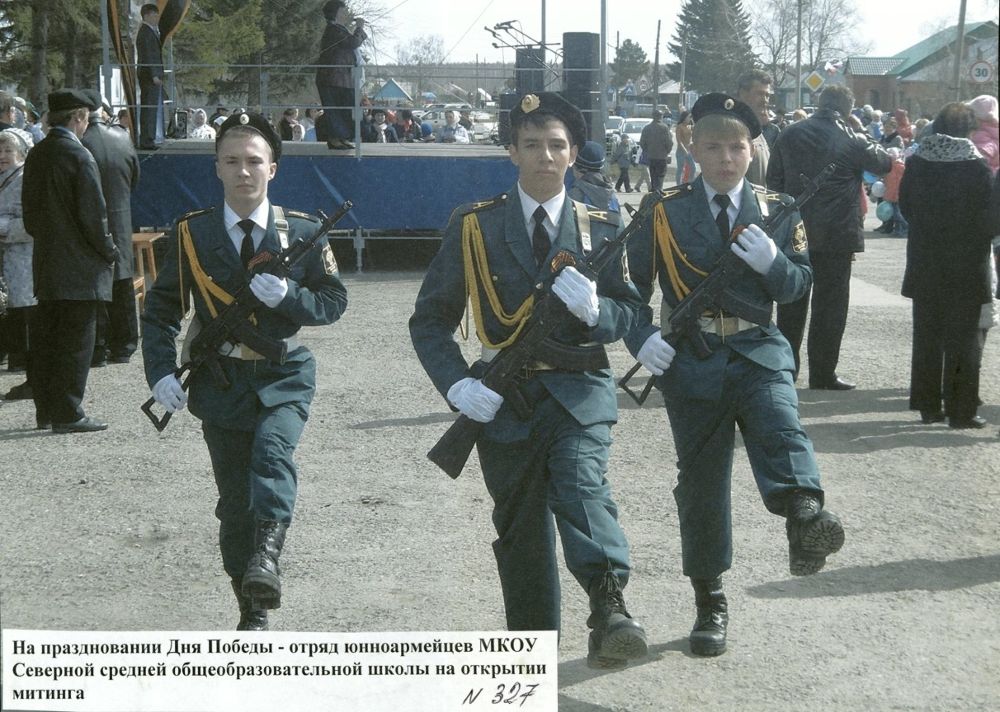 30
На праздновании Дня Победы - отряд юнноармейцев МКОУ
Северной средней общеобразовательной школы на открытии
митинга
N 327